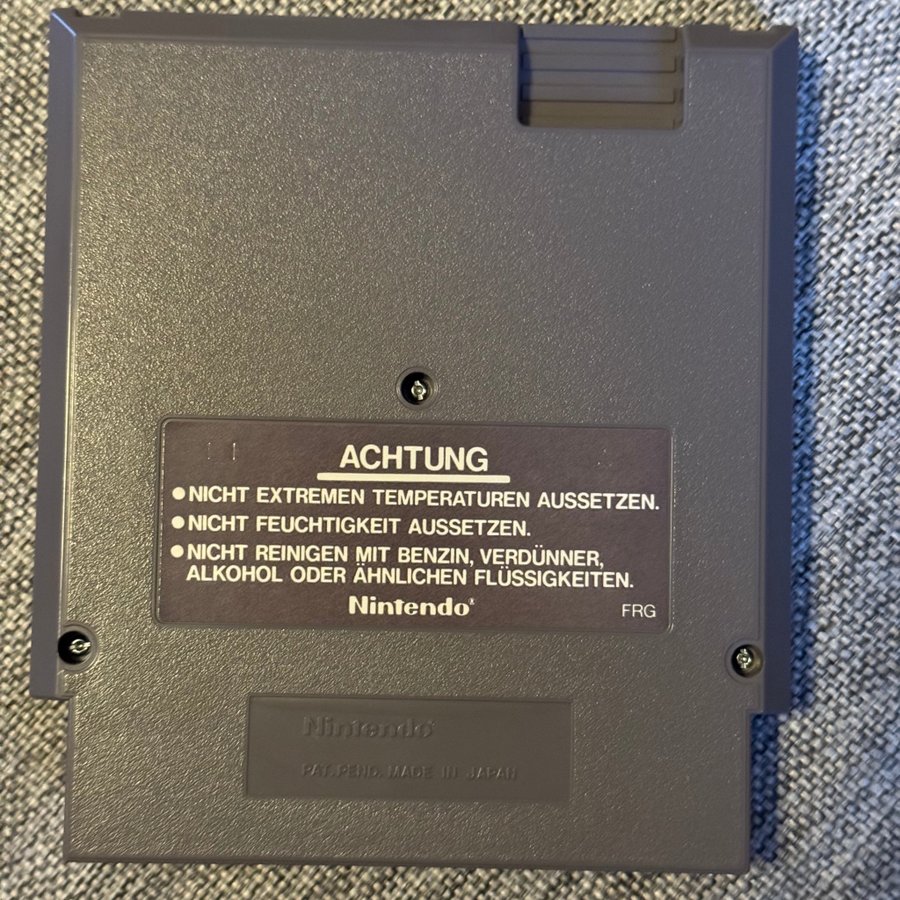 ACHTUNG
●NICHT EXTREMEN TEMPERATUREN AUSSETZEN.
●NICHT FEUCHTIGKEIT AUSSETZEN.
●NICHT REINIGEN MIT BENZIN, VERDÜNNER,
ALKOHOL ODER ÄHNLICHEN FLÜSSIGKEITEN.
Nintendo®
FRG
Nintendo®
PAT. PEND. MADE IN JAPAN